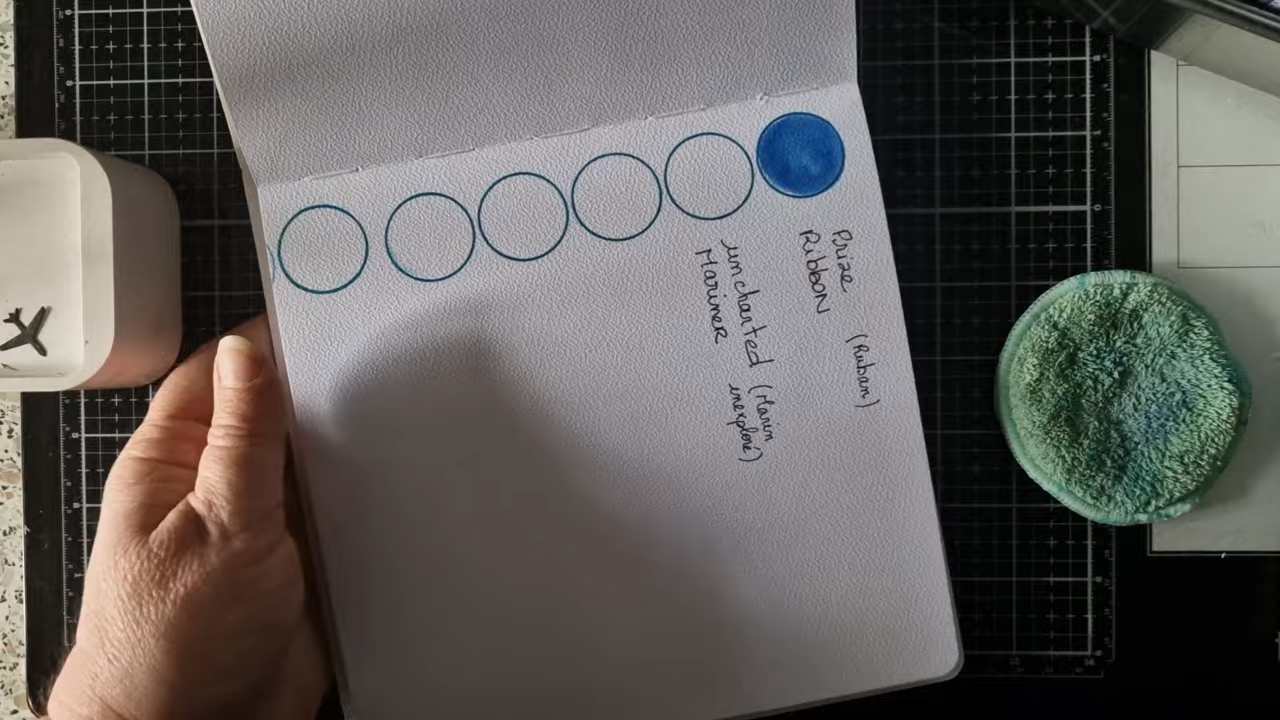 Prize
Ribbon
(Ruban)
uncharted
Mariner
(Marin
inexploré)